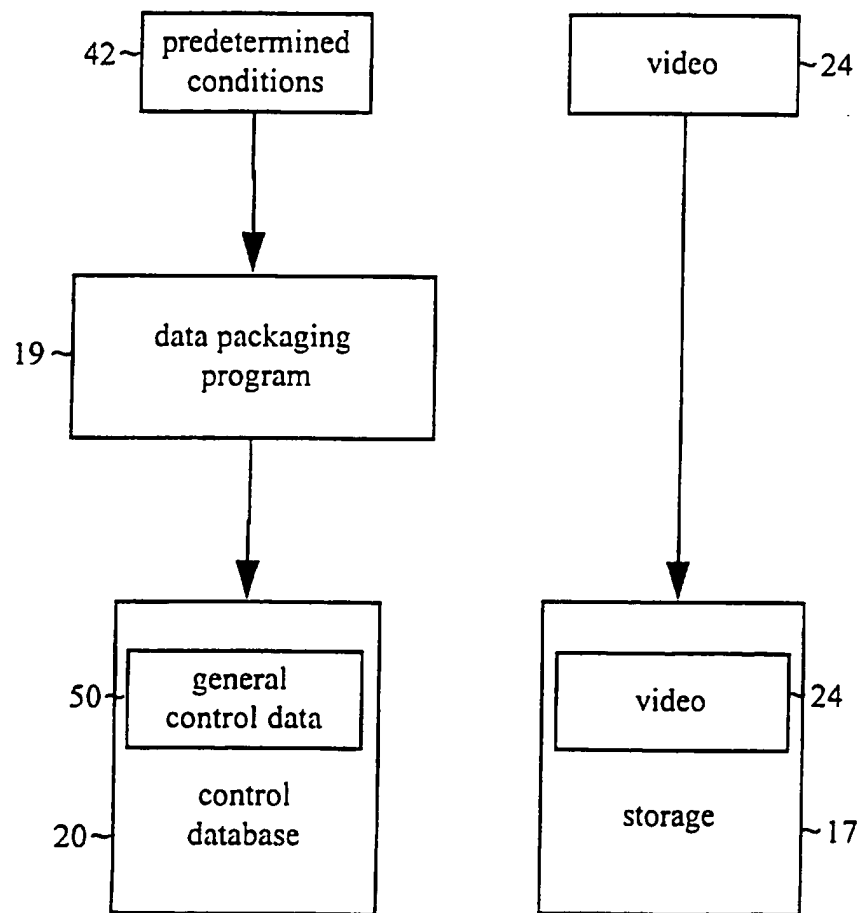 42 predetermined conditions
video 24
19 data packaging program
50 general control data
20 control database
video 24
storage 17